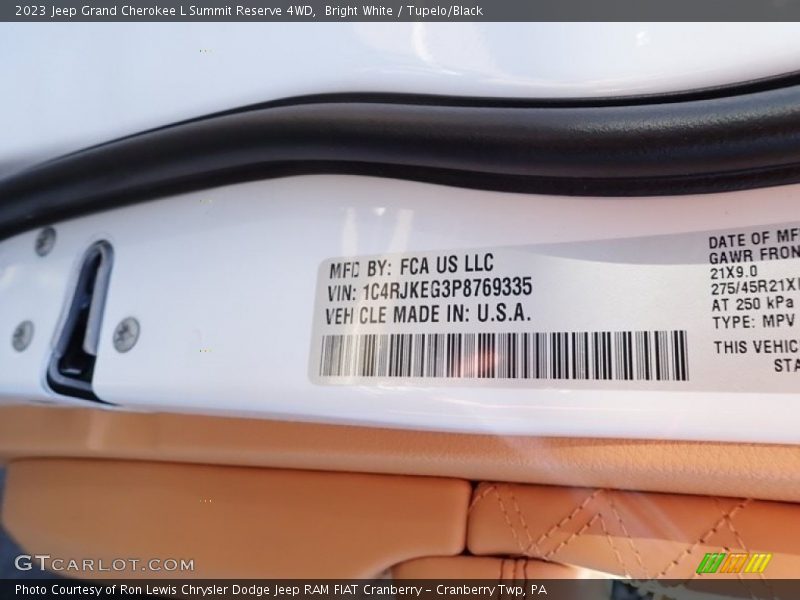 2023 Jeep Grand Cherokee L Summit Reserve 4WD, Bright White / Tupelo/Black
MFD BY: FCA US LLC
VIN: 1C4RJKEG3P8769335
VEHICLE MADE IN: U.S.A.
DATE OF MF
GAWR FRON
21X9.0
275/45R21X
AT 250 kPa
TYPE: MPV
THIS VEHIC
STA
GTCARLOT.COM
Photo Courtesy of Ron Lewis Chrysler Dodge Jeep RAM FIAT Cranberry - Cranberry Twp, PA